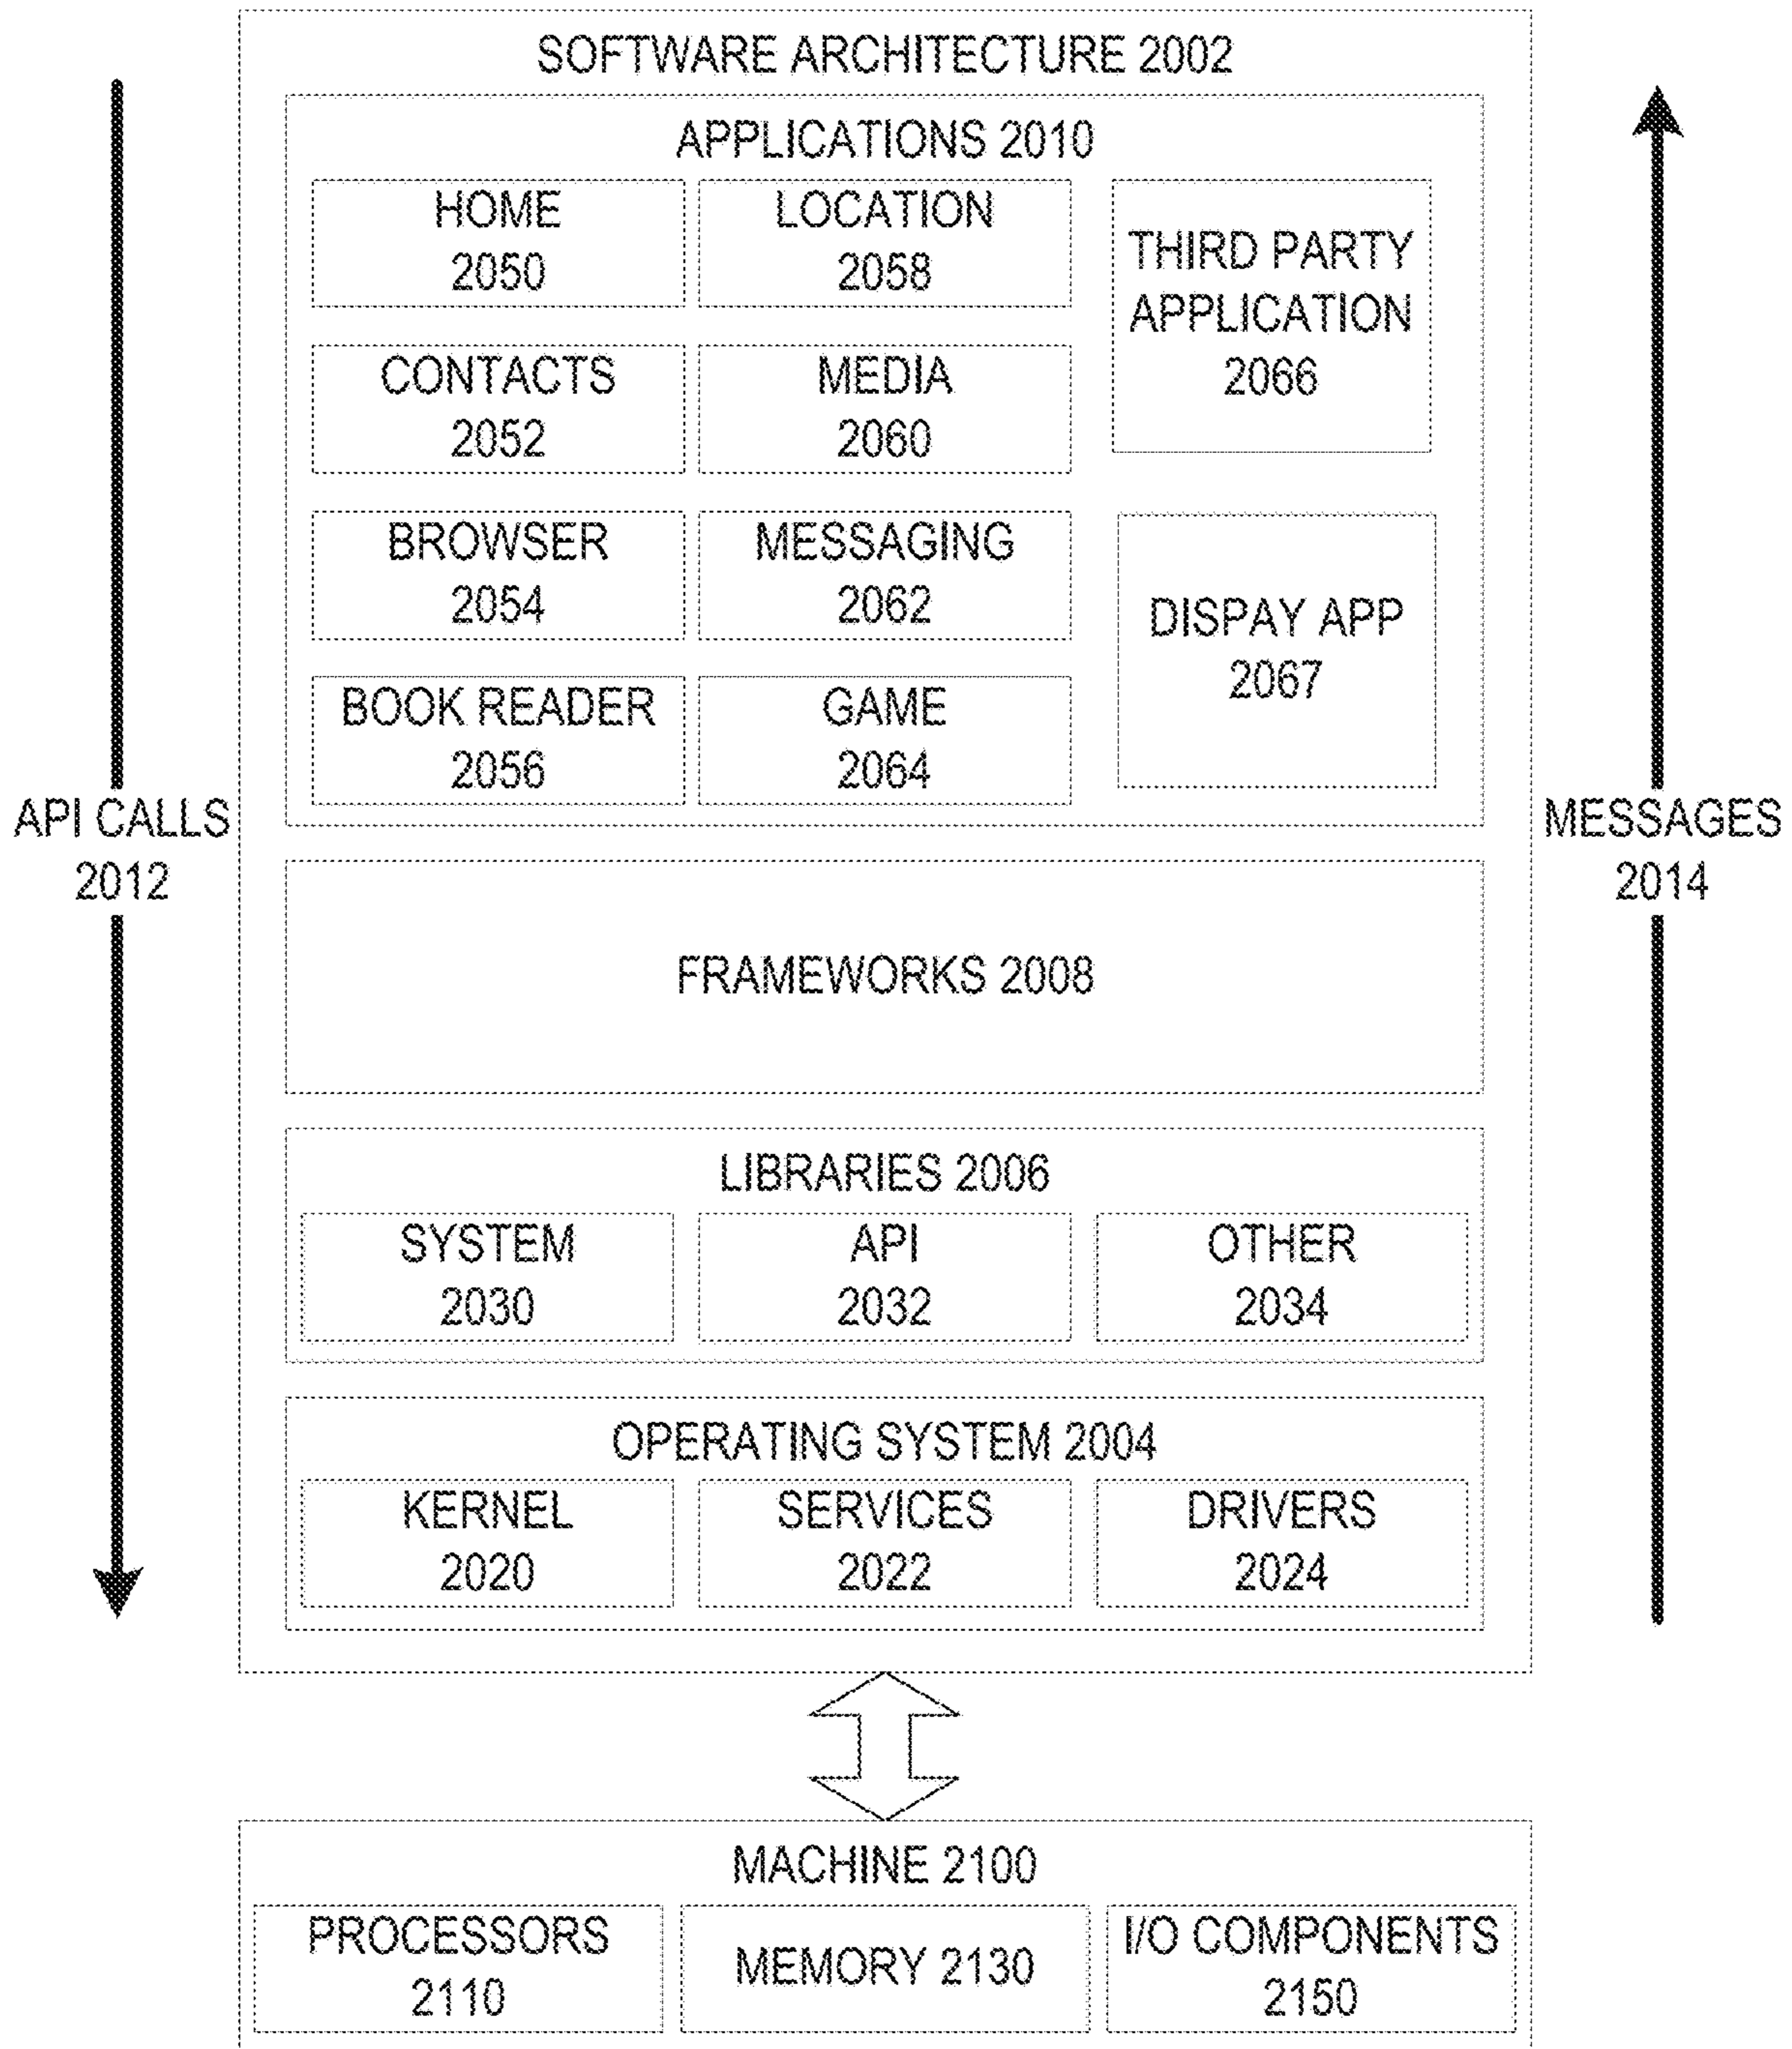 SOFTWARE ARCHITECTURE 2002
APPLICATIONS 2010
HOME
2050
LOCATION
2058
THIRD PARTY
APPLICATION
2066
CONTACTS
2052
MEDIA
2060
BROWSER
2054
MESSAGING
2062
DISPAY APP
2067
BOOK READER
2056
GAME
2064
API CALLS
2012
MESSAGES
2014
FRAMEWORKS 2008
LIBRARIES 2006
SYSTEM
2030
API
2032
OTHER
2034
OPERATING SYSTEM 2004
KERNEL
2020
SERVICES
2022
DRIVERS
2024
MACHINE 2100
PROCESSORS
2110
MEMORY 2130
I/O COMPONENTS
2150